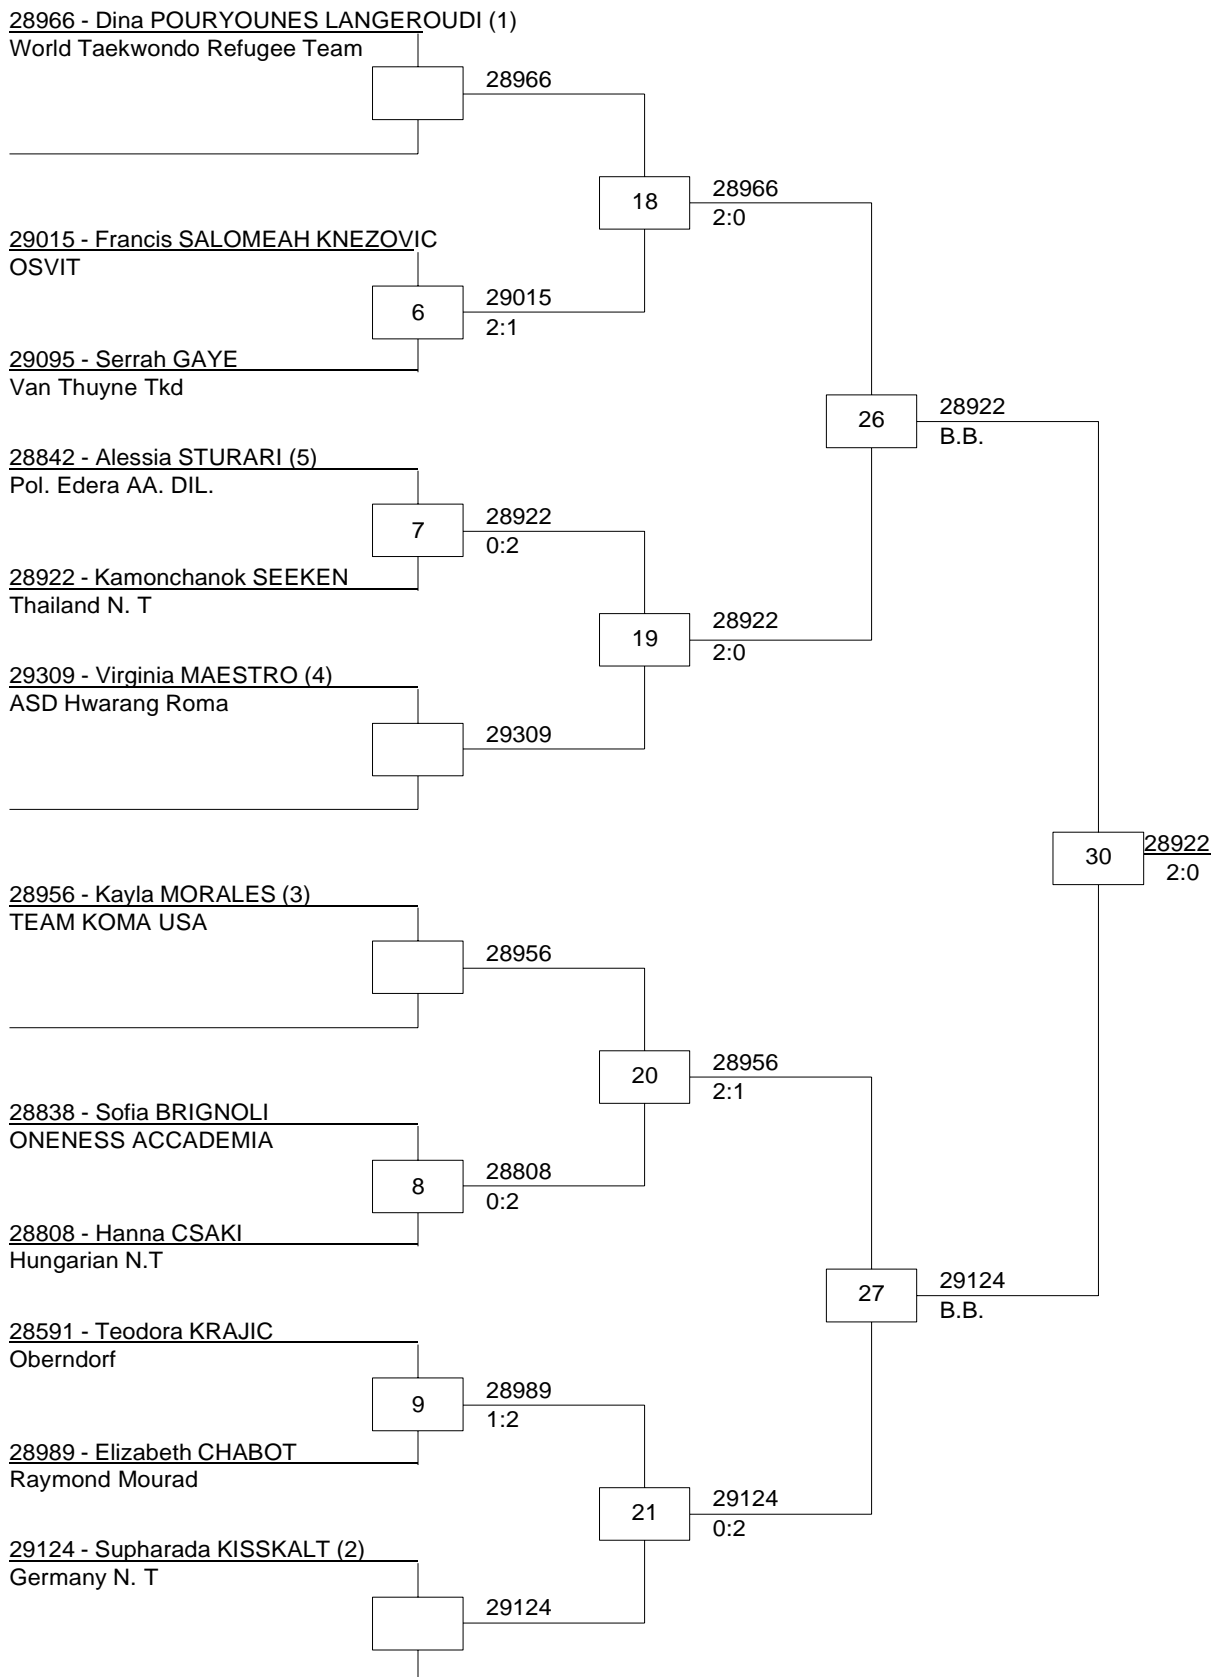 28966 - Dina POURYOUNES LANGEROUDI (1)
World Taekwondo Refugee Team
28966
18
28966
2:0
29015 - Francis SALOMEAH KNEZOVIC
OSVIT
6
29015
2:1
29095 - Serrah GAYE
Van Thuyne Tkd
26
28922
B.B.
28842 - Alessia STURARI (5)
Pol. Edera AA. DIL.
7
28922
0:2
28922 - Kamonchanok SEEKEN
Thailand N. T
19
28922
2:0
29309 - Virginia MAESTRO (4)
ASD Hwarang Roma
29309
30
28922
2:0
28956 - Kayla MORALES (3)
TEAM KOMA USA
28956
20
28956
2:1
28838 - Sofia BRIGNOLI
ONENESS ACCADEMIA
8
28808
0:2
28808 - Hanna CSAKI
Hungarian N.T
27
29124
B.B.
28591 - Teodora KRAJIC
Oberndorf
9
28989
1:2
28989 - Elizabeth CHABOT
Raymond Mourad
21
29124
0:2
29124 - Supharada KISSKALT (2)
Germany N. T
29124